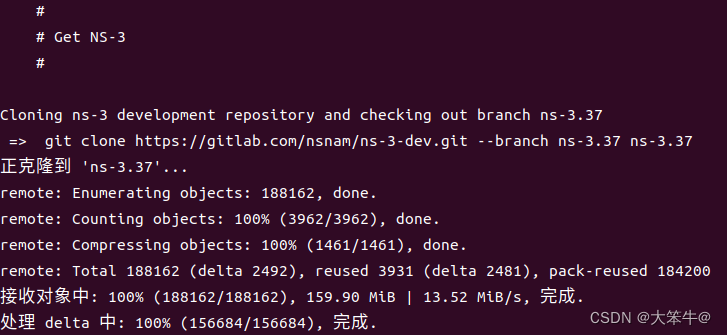 #
# Get NS-3
#
Cloning ns-3 development repository and checking out branch ns-3.37
=>  git clone https://gitlab.com/nsnam/ns-3-dev.git --branch ns-3.37 ns-3.37
正克隆到 'ns-3.37'...
remote: Enumerating objects: 188162, done.
remote: Counting objects: 100% (3962/3962), done.
remote: Compressing objects: 100% (1461/1461), done.
remote: Total 188162 (delta 2492), reused 3931 (delta 2481), pack-reused 184200
接收对象中: 100% (188162/188162), 159.90 MiB | 13.52 MiB/s, 完成.
处理 delta 中: 100% (156684/156684), 完成.
CSDN @大笨牛@